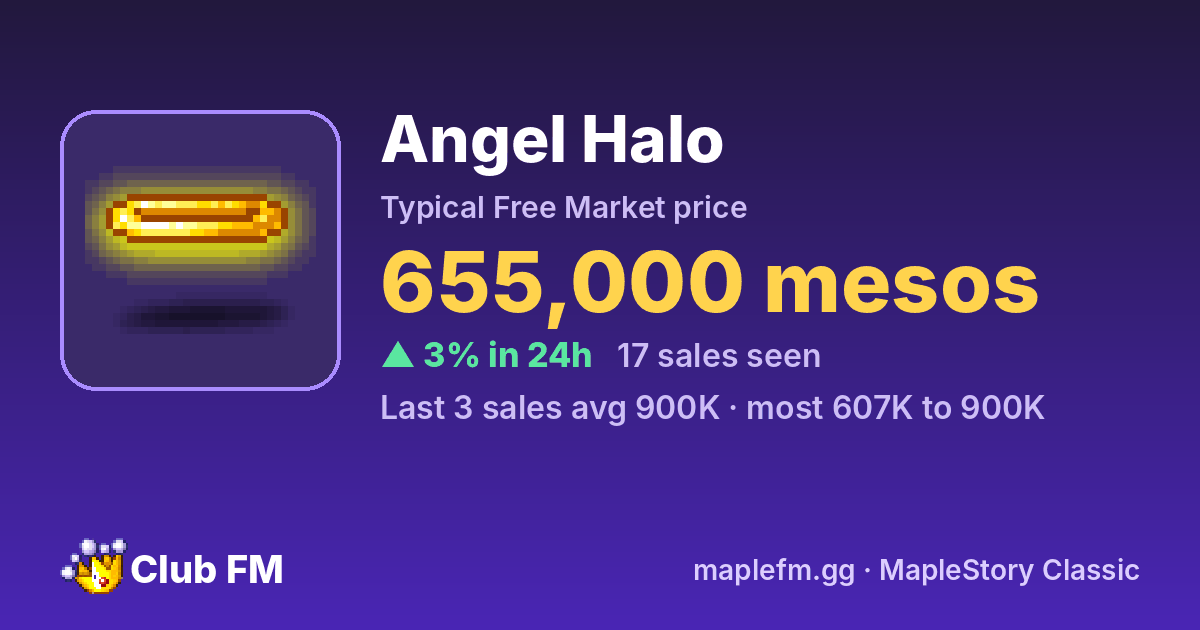 Angel Halo
Typical Free Market price
655,000 mesos
▲ 3% in 24h 17 sales seen
Last 3 sales avg 900K · most 607K to 900K
Club FM
maplefm.gg · MapleStory Classic